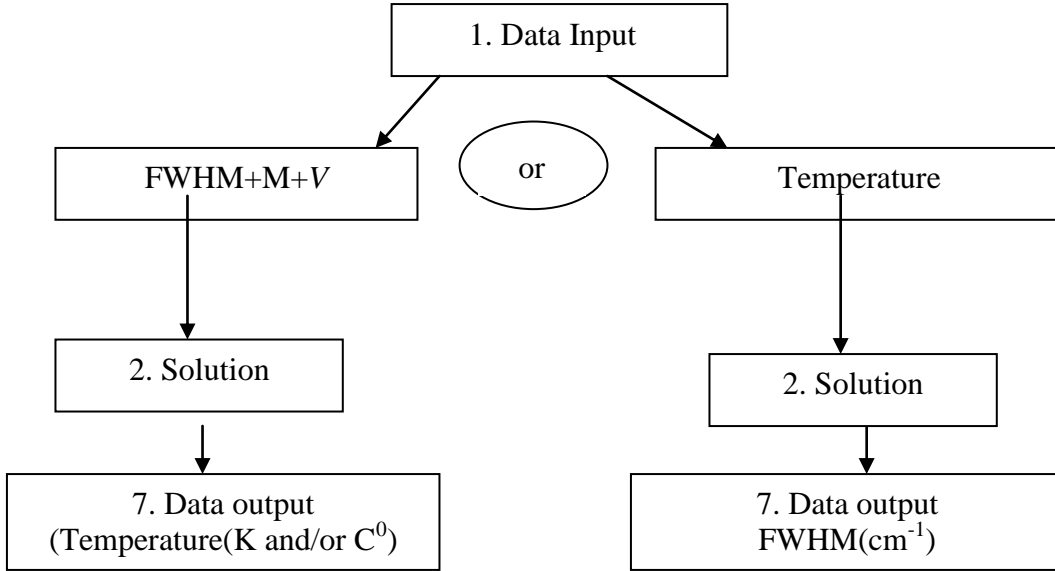 1. Data Input
FWHM+M+V
or
Temperature
2. Solution
2. Solution
7. Data output
(Temperature(K and/or C⁰)
7. Data output
FWHM(cm⁻¹)